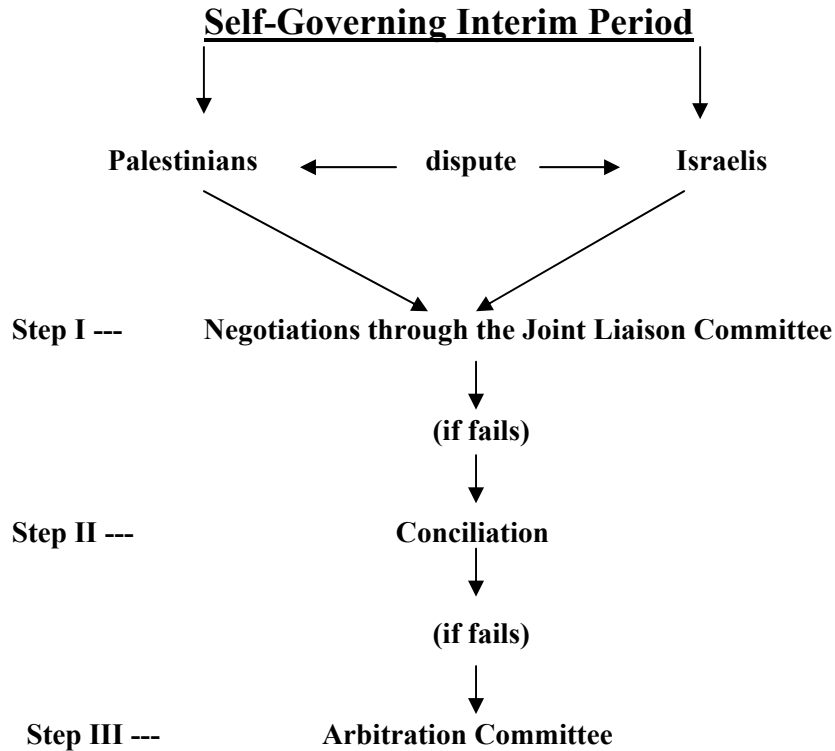 Self-Governing Interim Period
Palestinians dispute Israelis
Step I --- Negotiations through the Joint Liaison Committee
(if fails)
Step II --- Conciliation
(if fails)
Step III --- Arbitration Committee